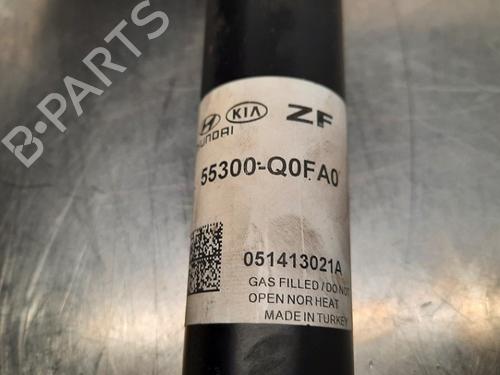 B-PARTS
HYUNDAI KIA ZF
55300-Q0FA0
051413021A
GAS FILLED / DO NOT
OPEN NOR HEAT
MADE IN TURKEY